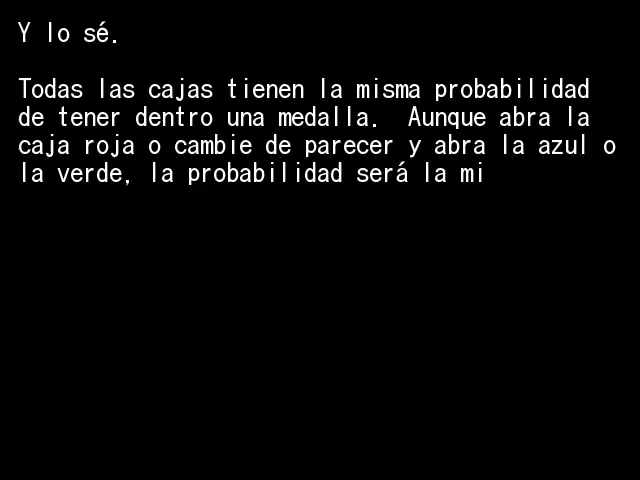 Y lo sé.
Todas las cajas tienen la misma probabilidad
de tener dentro una medalla.  Aunque abra la
caja roja o cambie de parecer y abra la azul o
la verde, la probabilidad será la mi